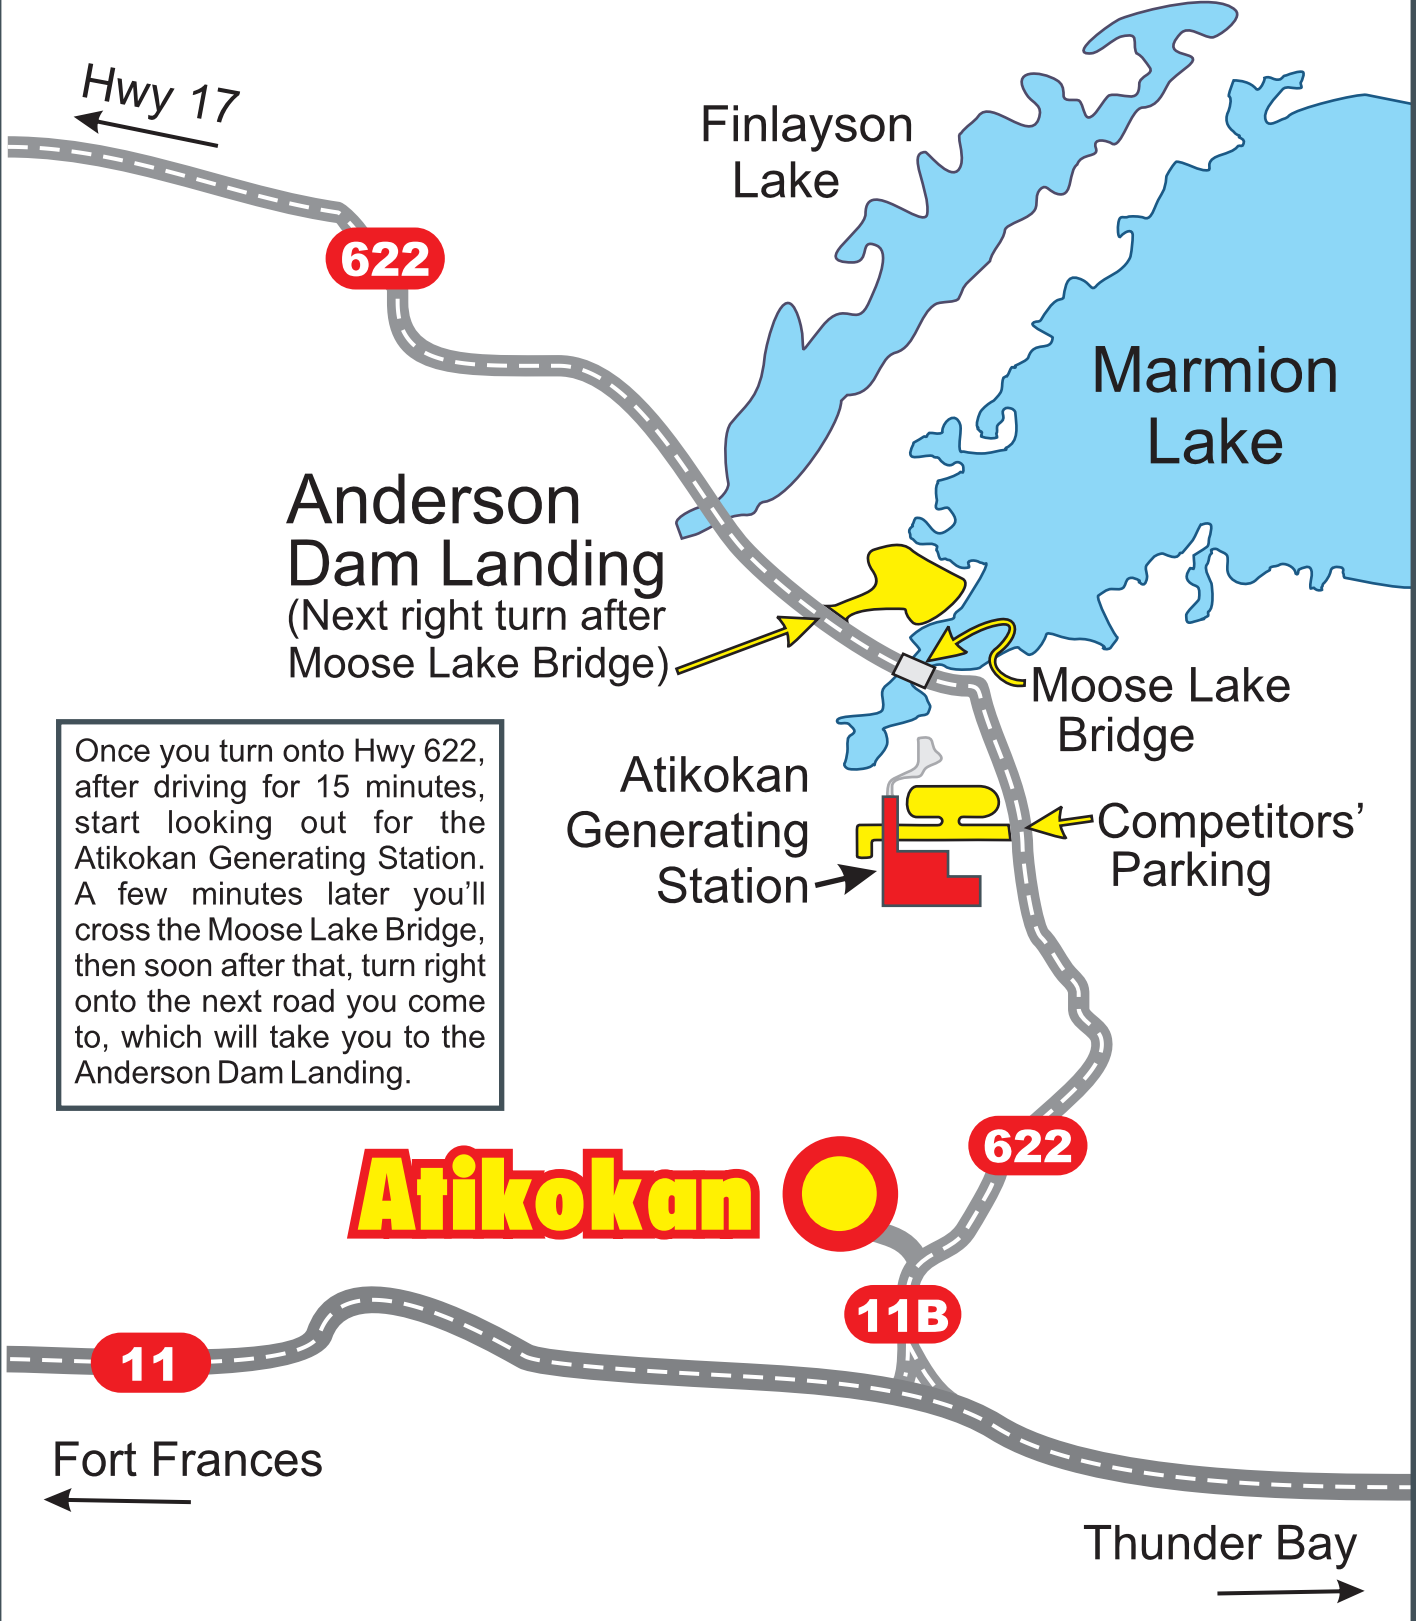 Hwy 17
Finlayson
Lake
622
Marmion
Lake
Anderson
Dam Landing
(Next right turn after
Moose Lake Bridge)
Moose Lake
Bridge
Once you turn onto Hwy 622,
after driving for 15 minutes,
start looking out for the
Atikokan Generating Station.
A few minutes later you’ll
cross the Moose Lake Bridge,
then soon after that, turn right
onto the next road you come
to, which will take you to the
Anderson Dam Landing.
Atikokan
Generating
Station
Competitors’
Parking
622
Atikokan
11B
11
Fort Frances
Thunder Bay